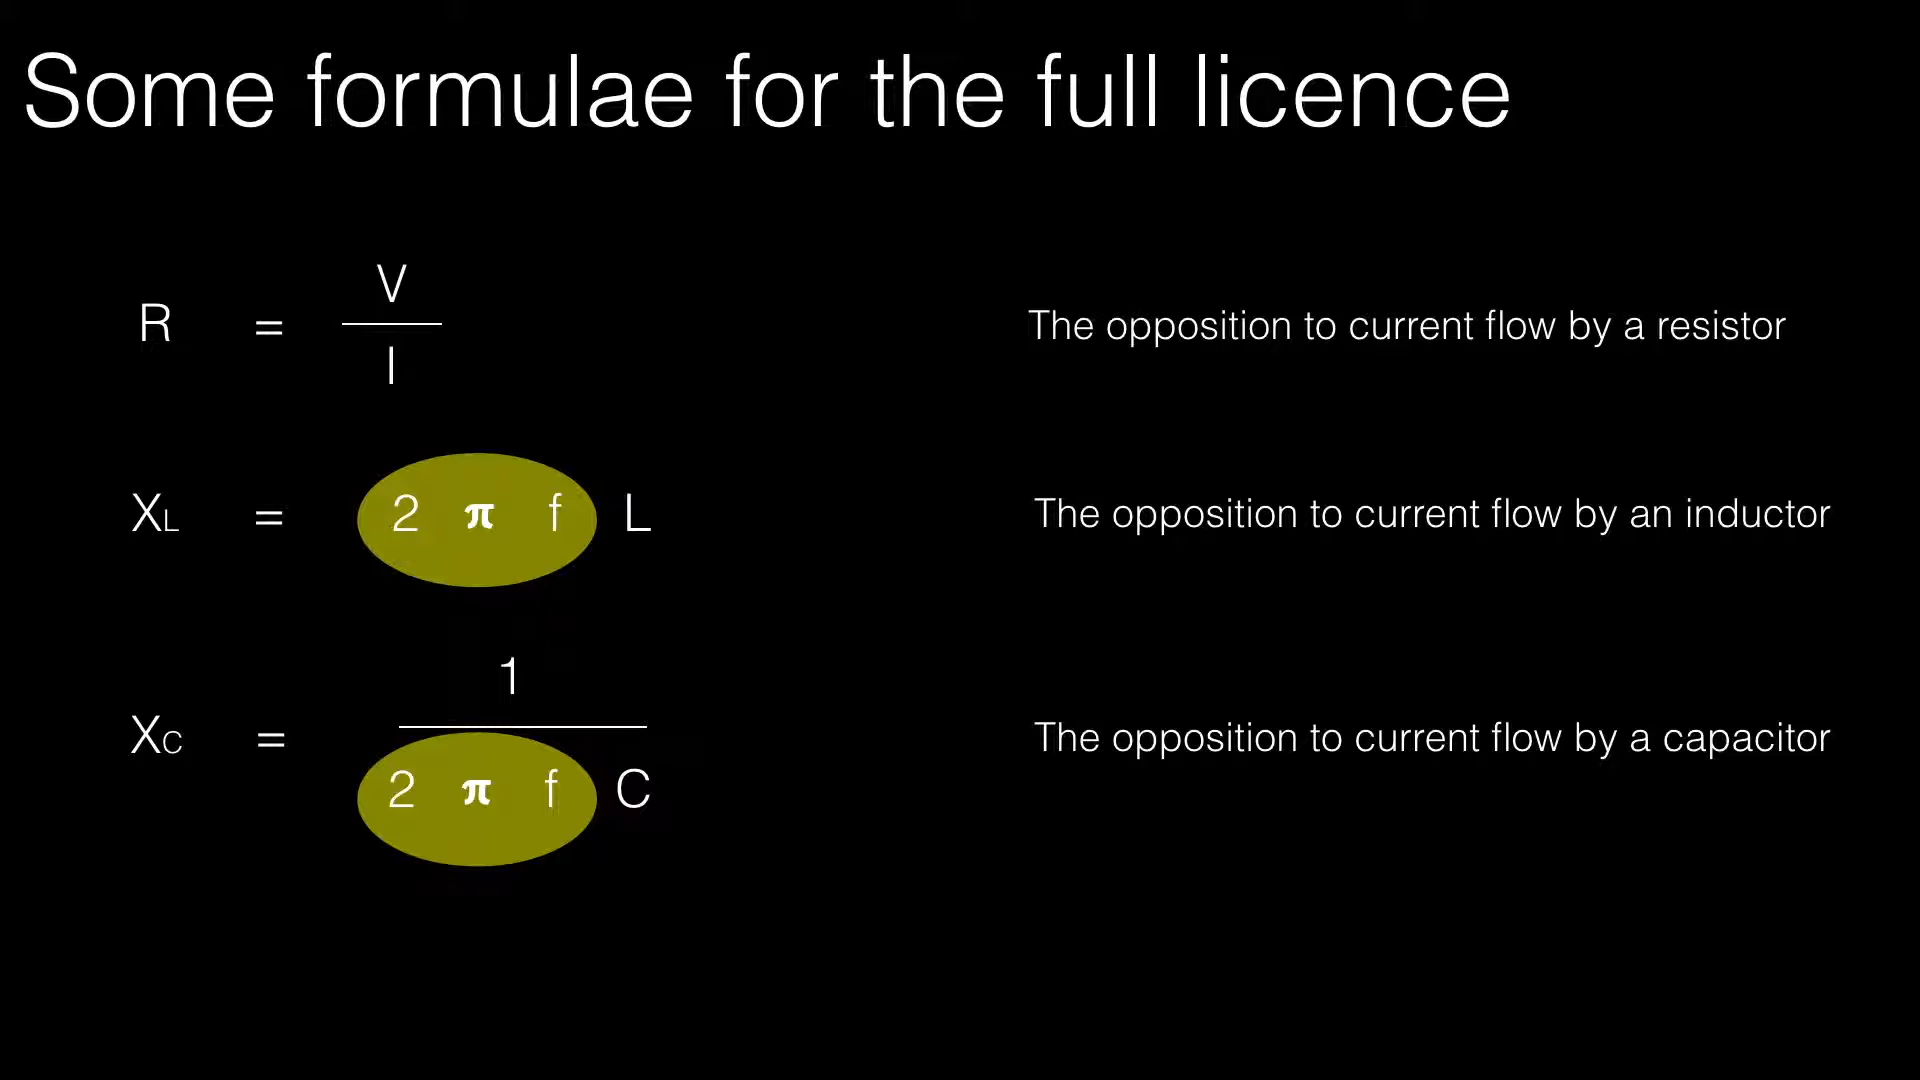 Some formulae for the full licence
V
R = The opposition to current flow by a resistor
I
XL = 2 π f L The opposition to current flow by an inductor
1
XC = The opposition to current flow by a capacitor
2 π f C